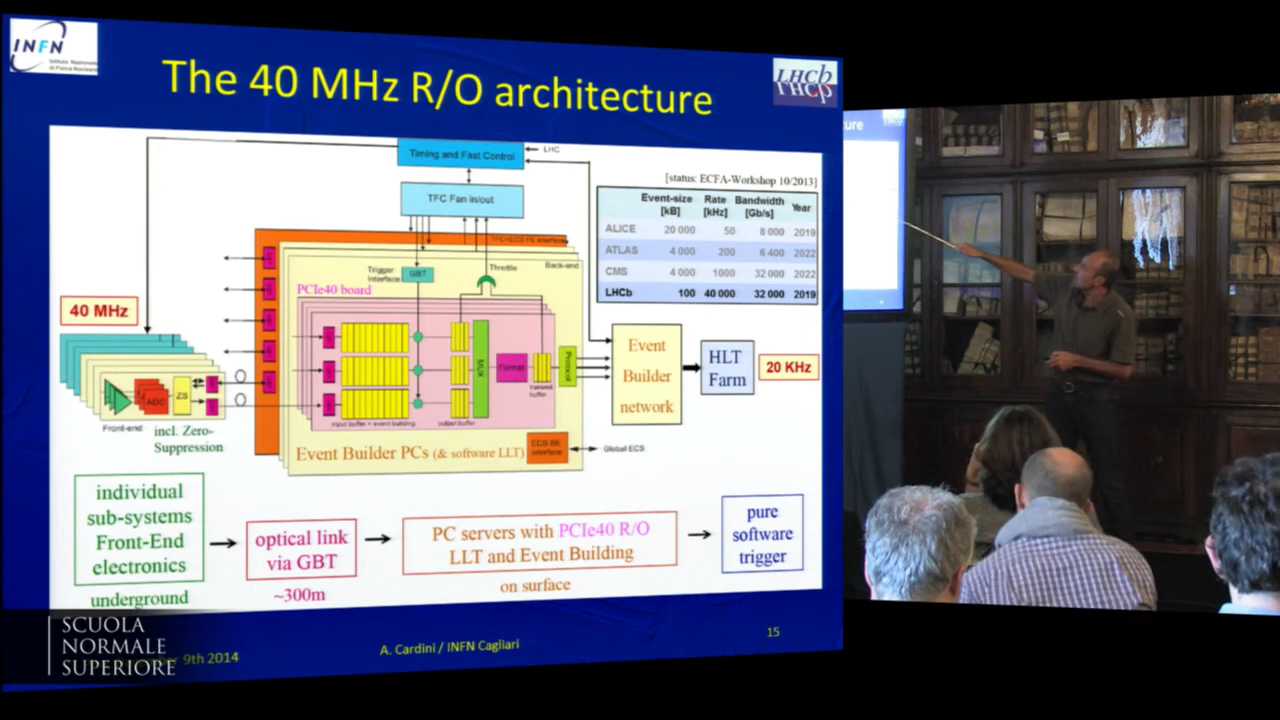 INFN
Istituto Nazionale
di Fisica Nucleare
The 40 MHz R/O architecture
LHCb
LHCp
ure
Timing and Fast Control
LHC
[status: ECFA-Workshop 10/2013]
TFC Fan in/out
Event-size [kB] Rate [kHz] Bandwidth [Gb/s] Year
ALICE 20 000 50 8 000 2019
ATLAS 4 000 200 6 400 2022
CMS 4 000 1000 32 000 2022
LHCb 100 40 000 32 000 2019
Trigger
Interface
GBT
Throttle
Back-end
PCIe40 board
40 MHz
MUX
Format
Protocol
transmit
buffer
input buffer + event building
output buffer
Event
Builder
network
HLT
Farm
20 KHz
ADC
ZS
Front-end
incl. Zero-
Suppression
Event Builder PCs (& software LLT)
ECS BE
interface
Global ECS
individual
sub-systems
Front-End
electronics
underground
optical link
via GBT
~300m
PC servers with PCIe40 R/O
LLT and Event Building
on surface
pure
software
trigger
SCUOLA
NORMALE
SUPERIORE
9th 2014
A. Cardini / INFN Cagliari
15